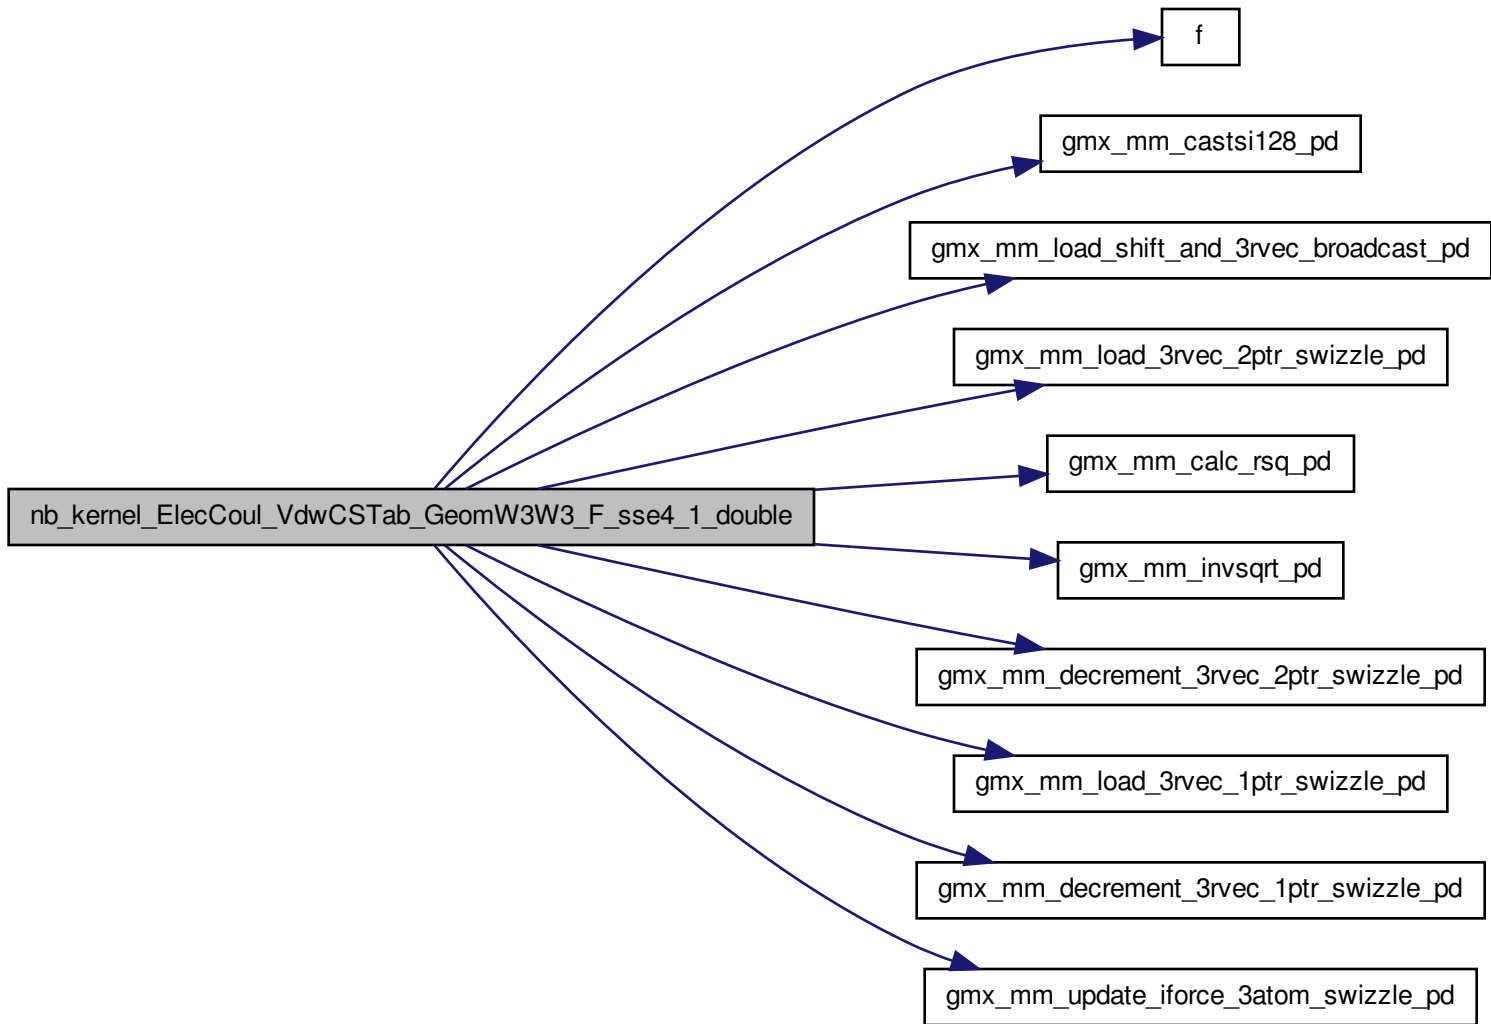 f
gmx_mm_castsi128_pd
gmx_mm_load_shift_and_3rvec_broadcast_pd
gmx_mm_load_3rvec_2ptr_swizzle_pd
gmx_mm_calc_rsq_pd
nb_kernel_ElecCoul_VdwCSTab_GeomW3W3_F_sse4_1_double
gmx_mm_invsqrt_pd
gmx_mm_decrement_3rvec_2ptr_swizzle_pd
gmx_mm_load_3rvec_1ptr_swizzle_pd
gmx_mm_decrement_3rvec_1ptr_swizzle_pd
gmx_mm_update_iforce_3atom_swizzle_pd